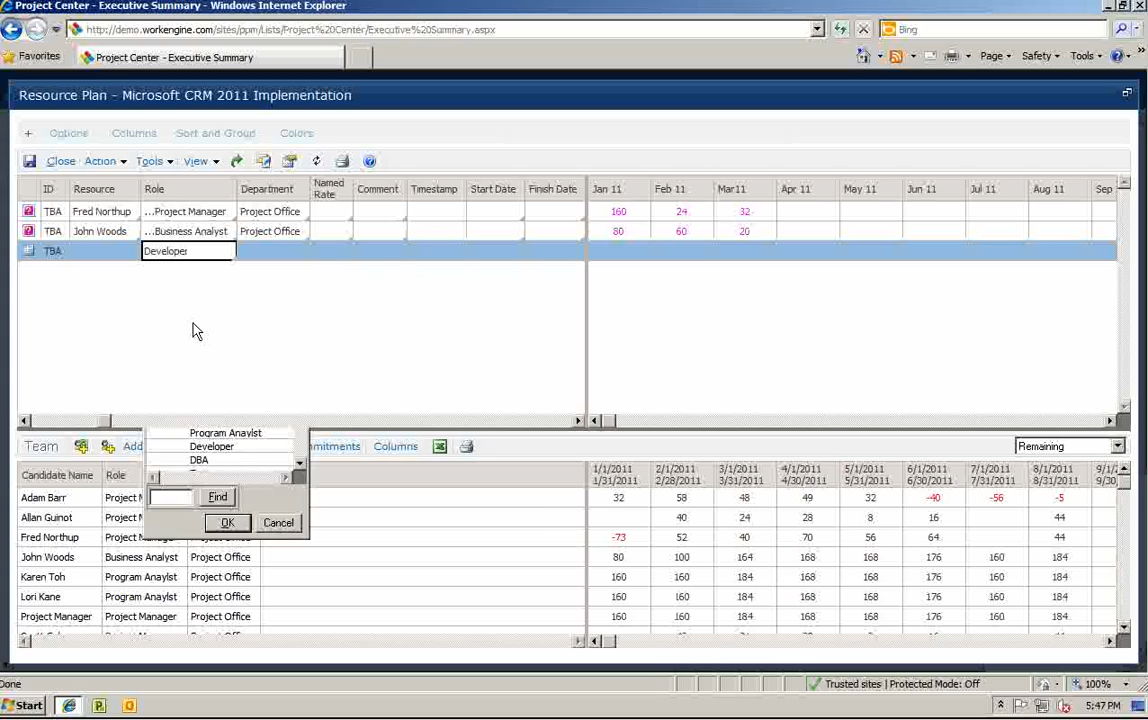 Project Center - Executive Summary - Windows Internet Explorer
http://demo.workengine.com/sites/ppm/Lists/Project%20Center/Executive%20Summary.aspx
Bing
Favorites
Project Center - Executive Summary
Page
Safety
Tools
Resource Plan - Microsoft CRM 2011 Implementation
+ Options Columns Sort and Group Colors
Close Action Tools View
ID Resource Role Department Named Rate Comment Timestamp Start Date Finish Date Jan 11 Feb 11 Mar 11 Apr 11 May 11 Jun 11 Jul 11 Aug 11 Sep
TBA Fred Northup ...Project Manager Project Office 160 24 32
TBA John Woods ...Business Analyst Project Office 80 60 20
TBA Developer
Program Anaylst
Developer
DBA
Find
OK Cancel
Team Add mmitments Columns Remaining
Candidate Name Role 1/1/2011 2/1/2011 3/1/2011 4/1/2011 5/1/2011 6/1/2011 7/1/2011 8/1/2011 9/1/
1/31/2011 2/28/2011 3/31/2011 4/30/2011 5/31/2011 6/30/2011 7/31/2011 8/31/2011 9/30
Adam Barr Project M 32 58 48 49 32 -40 -56 -5
Allan Guinot Project M 40 24 28 8 16 44
Fred Northup Project Office -73 52 40 70 56 64 44
John Woods Business Analyst Project Office 80 100 164 168 168 176 160 184
Karen Toh Program Anaylst Project Office 160 160 184 168 168 176 160 184
Lori Kane Program Anaylst Project Office 160 160 184 168 168 176 160 184
Project Manager Project Manager Project Office 160 160 184 168 168 176 160 184
Done
Trusted sites | Protected Mode: Off
100%
Start
5:47 PM